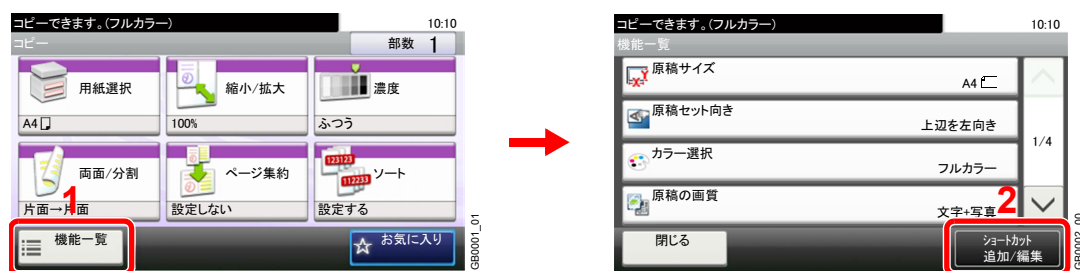 コピーできます。(フルカラー)
10:10
コピー
部数 1
用紙選択
縮小/拡大
濃度
A4
100%
ふつう
両面/分割
ページ集約
123123
112233
ソート
片面→片面
設定しない
設定する
1
機能一覧
お気に入り
GB0001_01
コピーできます。(フルカラー)
10:10
機能一覧
原稿サイズ
A4
原稿セット向き
上辺を左向き
1/4
カラー選択
フルカラー
原稿の画質
文字+写真
2
閉じる
ショートカット
追加/編集
GB0002_00